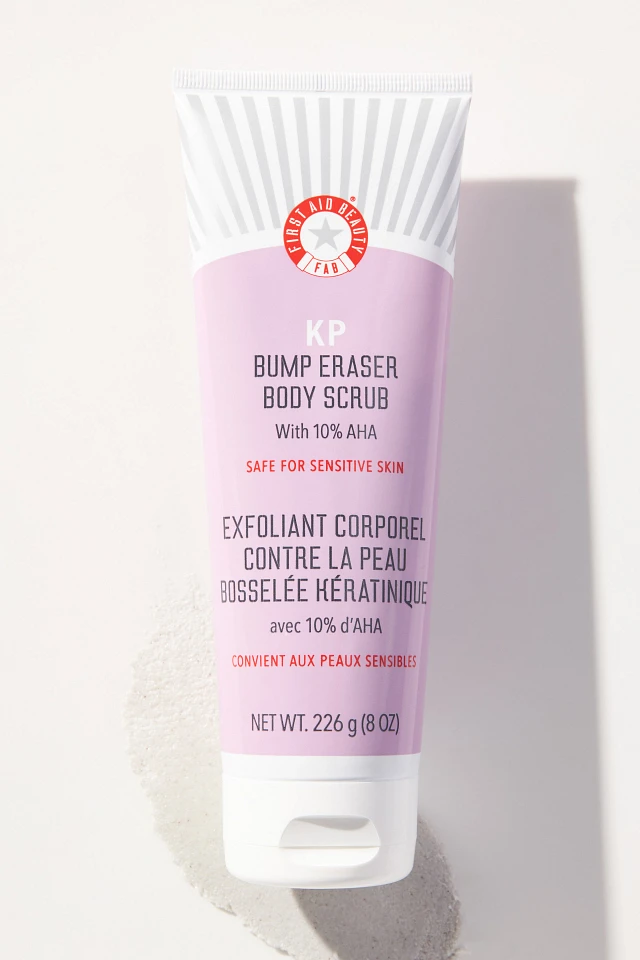 FIRST AID BEAUTY
®
FAB
KP
BUMP ERASER
BODY SCRUB
With 10% AHA
SAFE FOR SENSITIVE SKIN
EXFOLIANT CORPOREL
CONTRE LA PEAU
BOSSELÉE KÉRATINIQUE
avec 10% d'AHA
CONVIENT AUX PEAUX SENSIBLES
NET WT. 226 g (8 OZ)